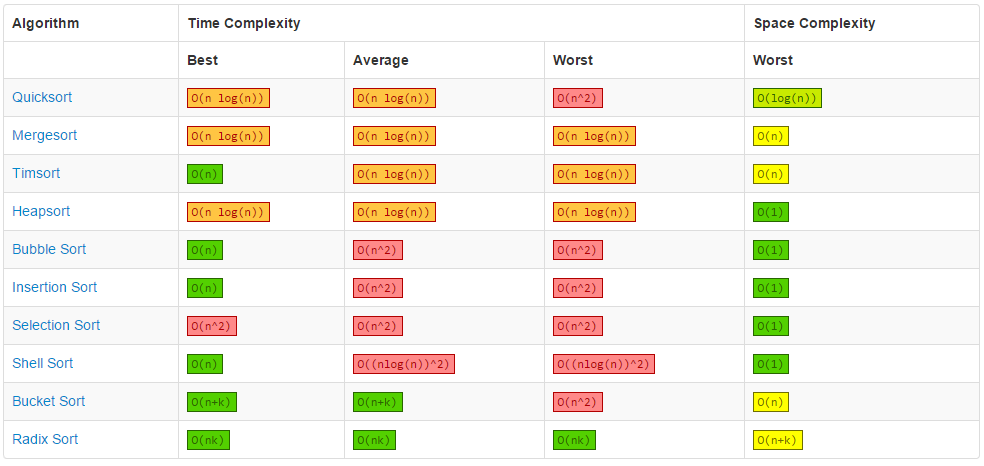 Algorithm Time Complexity Space Complexity
Best Average Worst Worst
Quicksort O(n log(n)) O(n log(n)) O(n^2) O(log(n))
Mergesort O(n log(n)) O(n log(n)) O(n log(n)) O(n)
Timsort O(n) O(n log(n)) O(n log(n)) O(n)
Heapsort O(n log(n)) O(n log(n)) O(n log(n)) O(1)
Bubble Sort O(n) O(n^2) O(n^2) O(1)
Insertion Sort O(n) O(n^2) O(n^2) O(1)
Selection Sort O(n^2) O(n^2) O(n^2) O(1)
Shell Sort O(n) O((nlog(n))^2) O((nlog(n))^2) O(1)
Bucket Sort O(n+k) O(n+k) O(n^2) O(n)
Radix Sort O(nk) O(nk) O(nk) O(n+k)